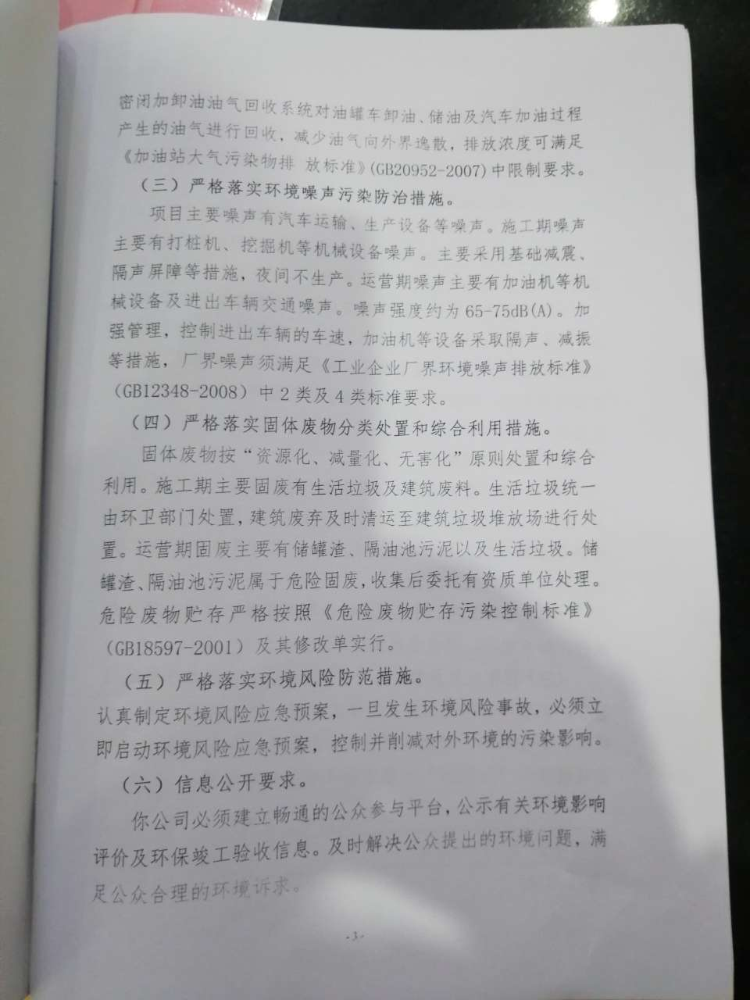 密闭加卸油油气回收系统对油罐车卸油、储油及汽车加油过程
产生的油气进行回收，减少油气向外界逸散，排放浓度可满足
《加油站大气污染物排 放标准》(GB20952-2007)中限制要求。
（三）严格落实环境噪声污染防治措施。
项目主要噪声有汽车运输、生产设备等噪声。施工期噪声
主要有打桩机、挖掘机等机械设备噪声。主要采用基础减震、
隔声屏障等措施，夜间不生产。运营期噪声主要有加油机等机
械设备及进出车辆交通噪声。噪声强度约为 65-75dB(A)。加
强管理，控制进出车辆的车速，加油机等设备采取隔声、减振
等措施，厂界噪声须满足《工业企业厂界环境噪声排放标准》
（GB12348-2008）中 2 类及 4 类标准要求。
（四）严格落实固体废物分类处置和综合利用措施。
固体废物按“资源化、减量化、无害化”原则处置和综合
利用。施工期主要固废有生活垃圾及建筑废料。生活垃圾统一
由环卫部门处置，建筑废弃及时清运至建筑垃圾堆放场进行处
置。运营期固废主要有储罐渣、隔油池污泥以及生活垃圾。储
罐渣、隔油池污泥属于危险固废，收集后委托有资质单位处理。
危险废物贮存严格按照《危险废物贮存污染控制标准》
（GB18597-2001）及其修改单实行。
（五）严格落实环境风险防范措施。
认真制定环境风险应急预案，一旦发生环境风险事故，必须立
即启动环境风险应急预案，控制并削减对外环境的污染影响。
（六）信息公开要求。
你公司必须建立畅通的公众参与平台，公示有关环境影响
评价及环保竣工验收信息。及时解决公众提出的环境问题，满
足公众合理的环境诉求。
-3-